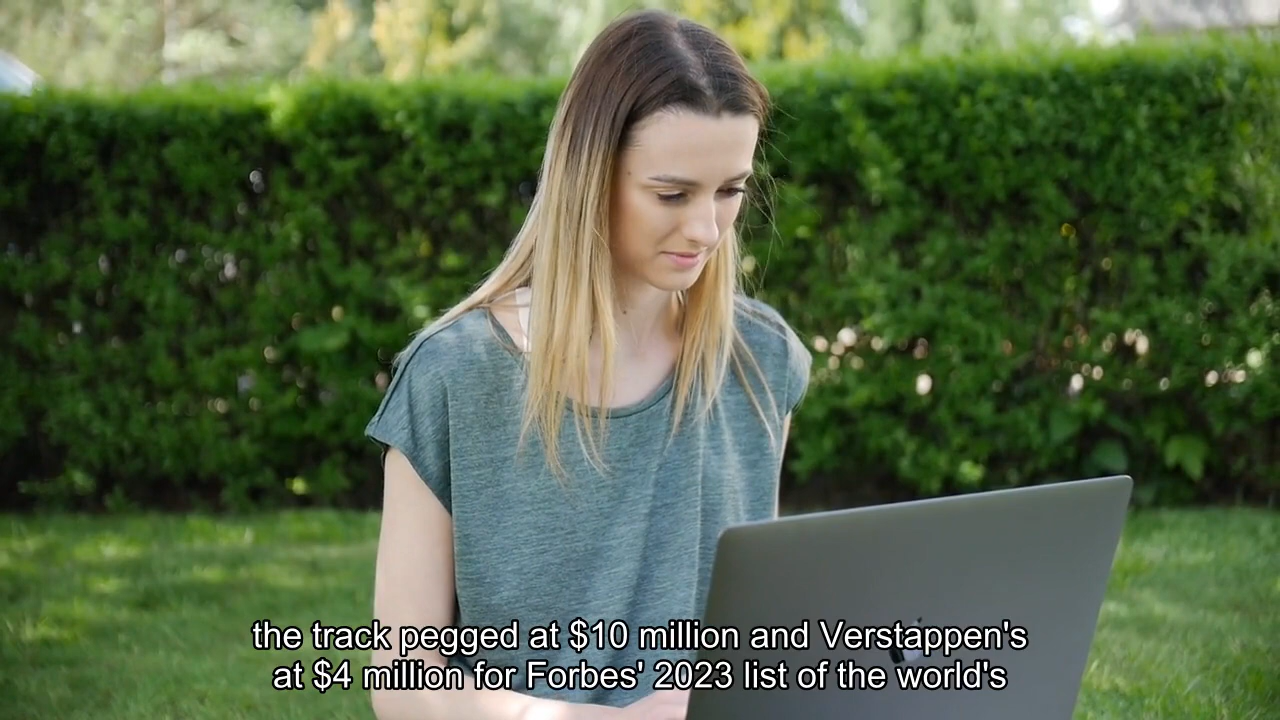 the track pegged at $10 million and Verstappen's
at $4 million for Forbes' 2023 list of the world's